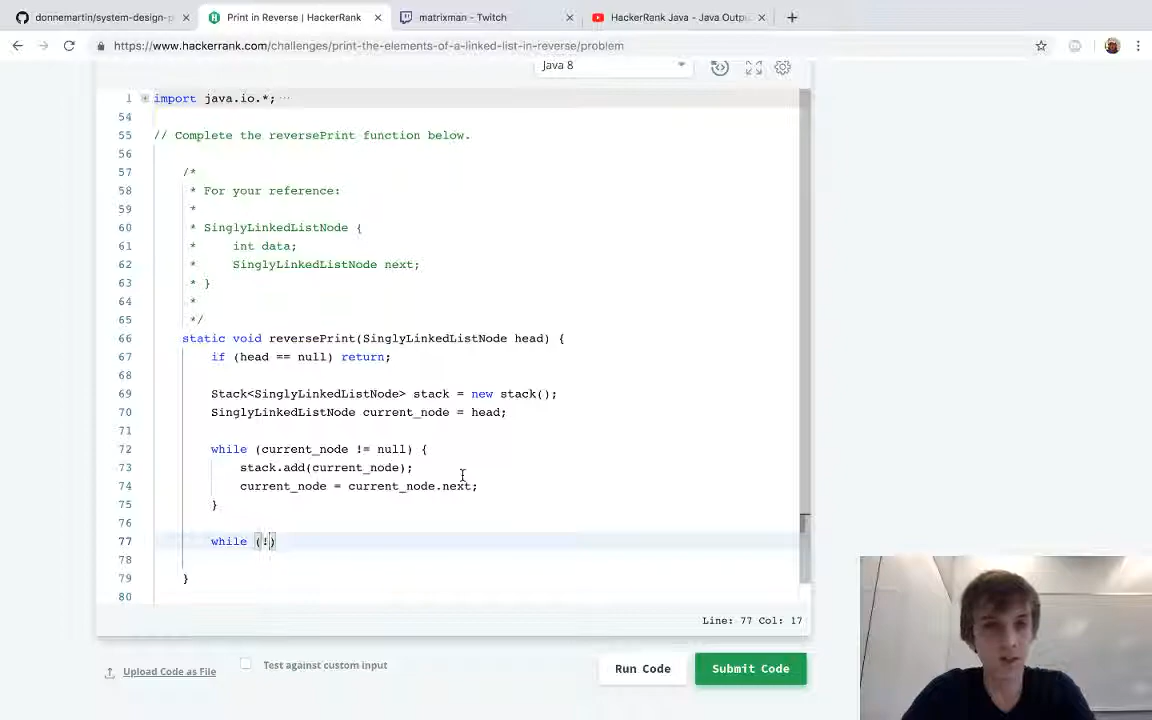 donnemartin/system-design-p
Print in Reverse | HackerRank
matrixman - Twitch
HackerRank Java - Java Outpu
https://www.hackerrank.com/challenges/print-the-elements-of-a-linked-list-in-reverse/problem
Java 8
1 import java.io.*; ...
54
55 // Complete the reversePrint function below.
56
57 /*
58 * For your reference:
59 *
60 * SinglyLinkedListNode {
61 * int data;
62 * SinglyLinkedListNode next;
63 * }
64 *
65 */
66 static void reversePrint(SinglyLinkedListNode head) {
67 if (head == null) return;
68
69 Stack<SinglyLinkedListNode> stack = new stack();
70 SinglyLinkedListNode current_node = head;
71
72 while (current_node != null) {
73 stack.add(current_node);
74 current_node = current_node.next;
75 }
76
77 while (!)
78
79 }
80
Line: 77 Col: 17
Upload Code as File
Test against custom input
Run Code
Submit Code